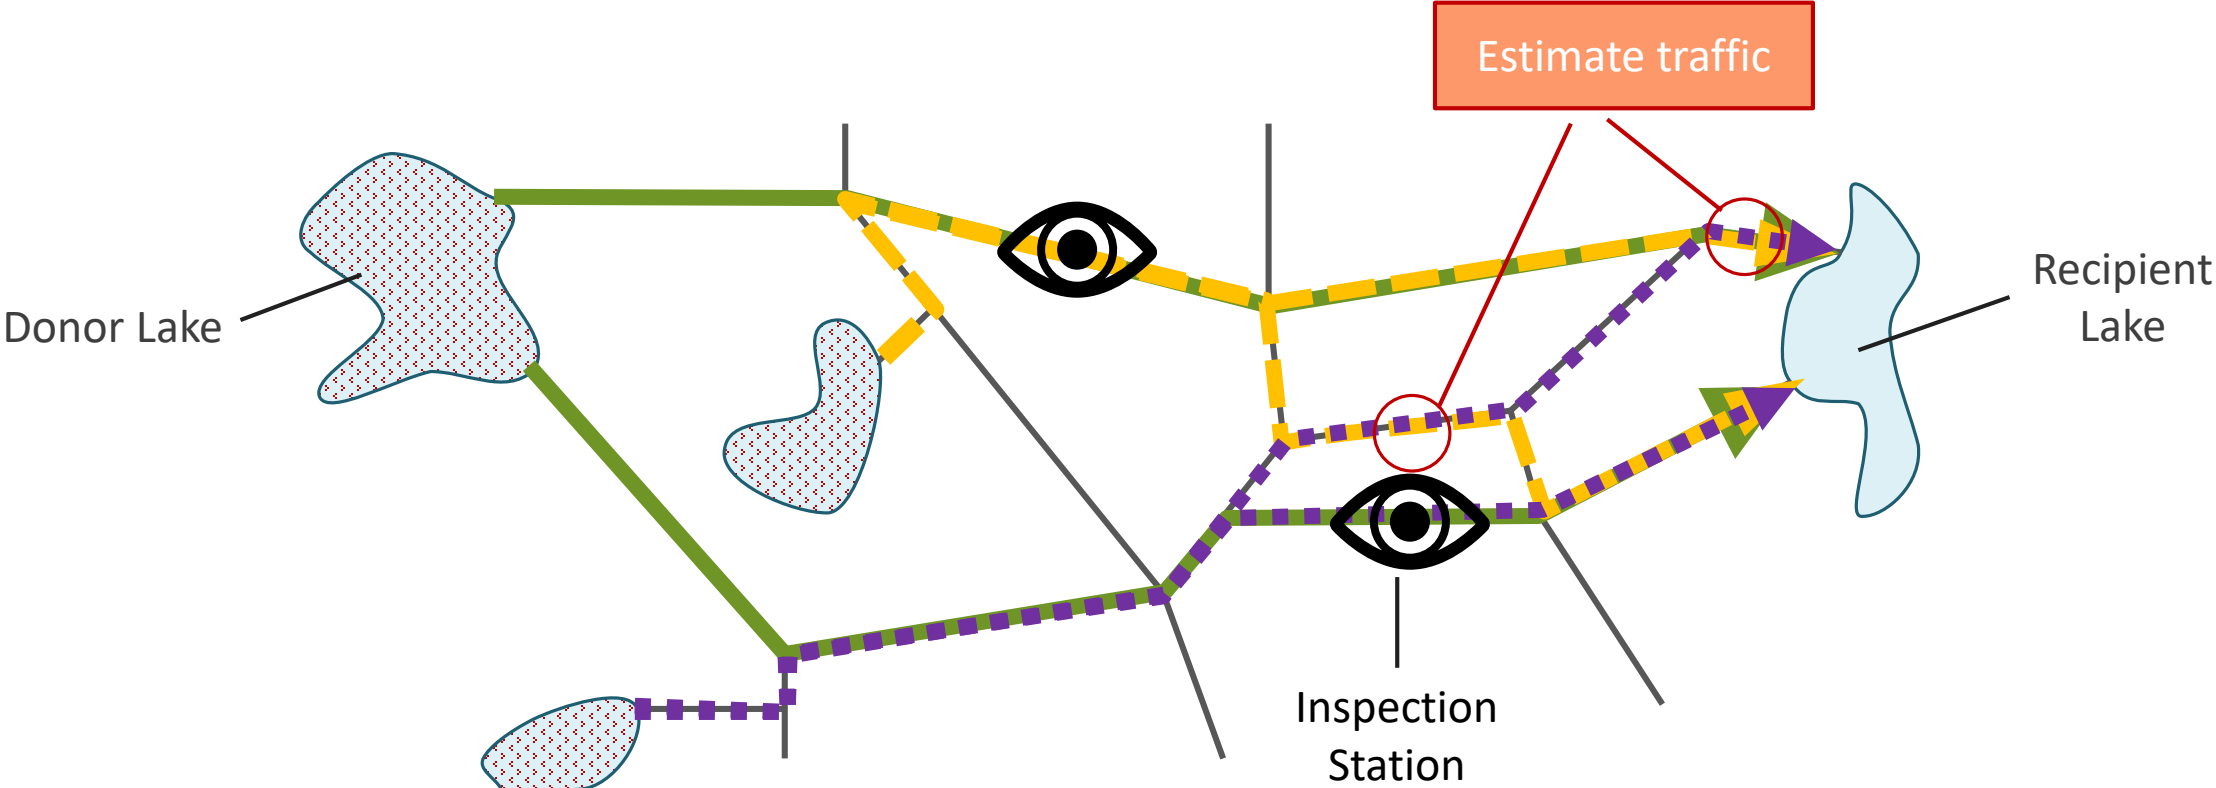 Estimate traffic
Donor Lake
Recipient
Lake
Inspection
Station